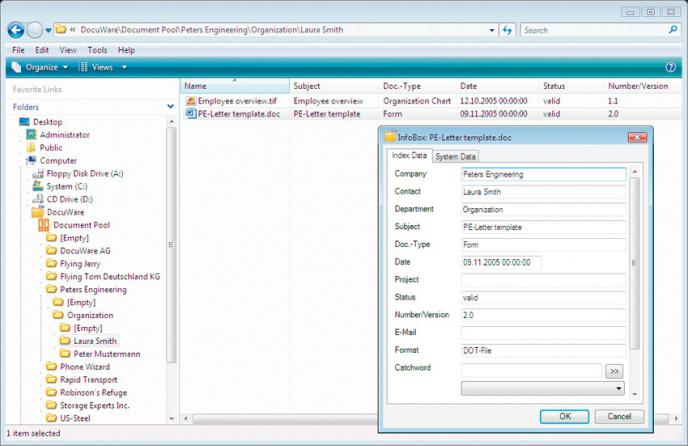 « DocuWare\Document Pool\Peters Engineering\Organization\Laura Smith
Search
File Edit View Tools Help
Organize Views
Favorite Links
Folders
Desktop
Administrator
Public
Computer
Floppy Disk Drive (A:)
System (C:)
CD Drive (D:)
DocuWare
Document Pool
[Empty]
DocuWare AG
Flying Jerry
Flying Tom Deutschland KG
Peters Engineering
[Empty]
Organization
[Empty]
Laura Smith
Peter Mustermann
Phone Wizard
Rapid Transport
Robinson's Refuge
Storage Experts Inc.
US-Steel
Name Subject Doc.-Type Date Status Number/Version
Employee overview.tif Employee overview Organization Chart 12.10.2005 00:00:00 valid 1.1
PE-Letter template.doc PE-Letter template Form 09.11.2005 00:00:00 valid 2.0
InfoBox: PE-Letter template.doc
Index Data System Data
Company Peters Engineering
Contact Laura Smith
Department Organization
Subject PE-Letter template
Doc.-Type Form
Date 09.11.2005 00:00:00
Project
Status valid
Number/Version 2.0
E-Mail
Format DOT-File
Catchword >>
OK Cancel
1 item selected